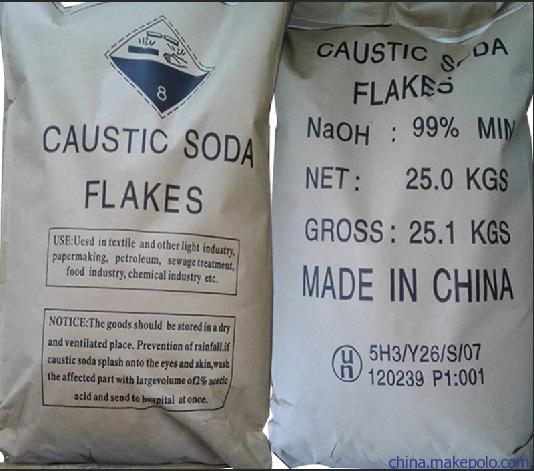 8
CAUSTIC SODA
FLAKES
USE:Uesd in textile and other light industry,
papermaking, petroleum, sewage treatment,
food industry, chemical industry etc.
NOTICE:The goods should be stored in a dry
and ventilated place. Prevention of rainfall.if
caustic soda splash onto the eyes and skin,wash
the affected part with largevolume of2% acetic
acid and send to hospital at once.
CAUSTIC SODA
FLAKES
NaOH : 99% MIN
NET: 25.0 KGS
GROSS: 25.1 KGS
MADE IN CHINA
un
5H3/Y26/S/07
120239 P1:001
china.makepolo.com